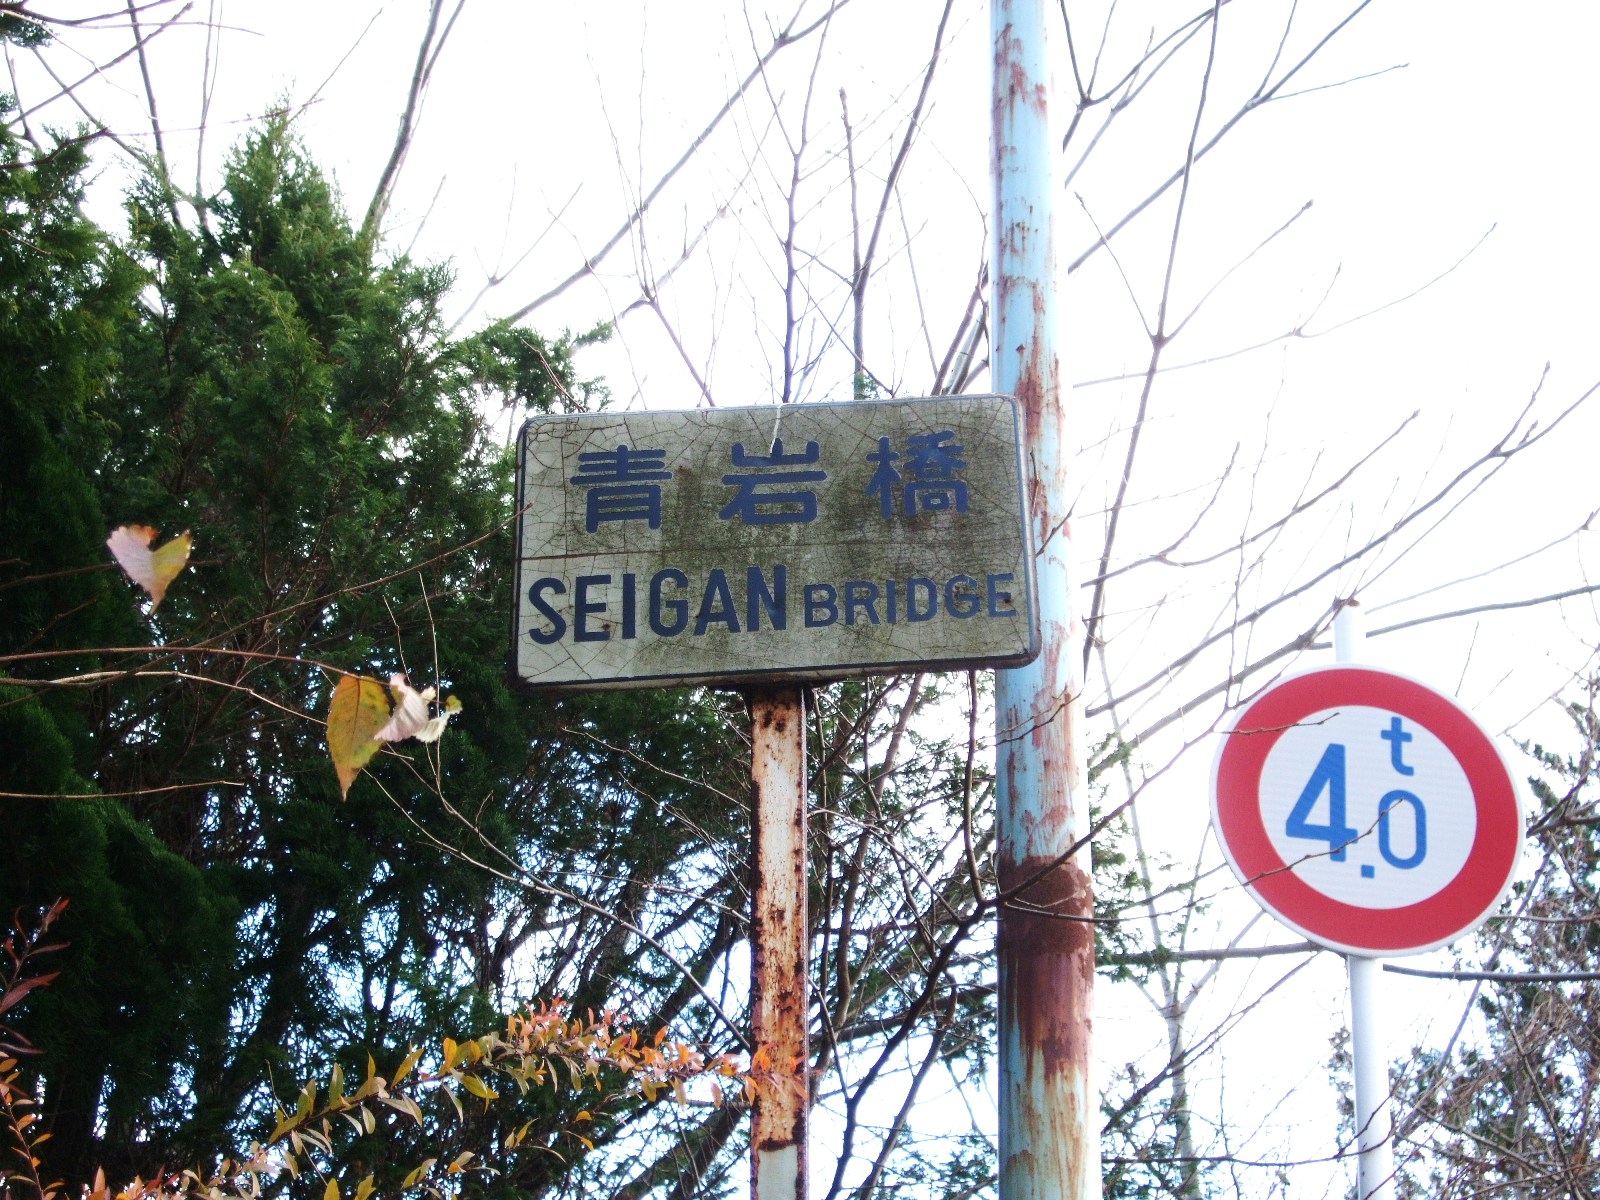 青岩橋
SEIGAN BRIDGE
t
4.0